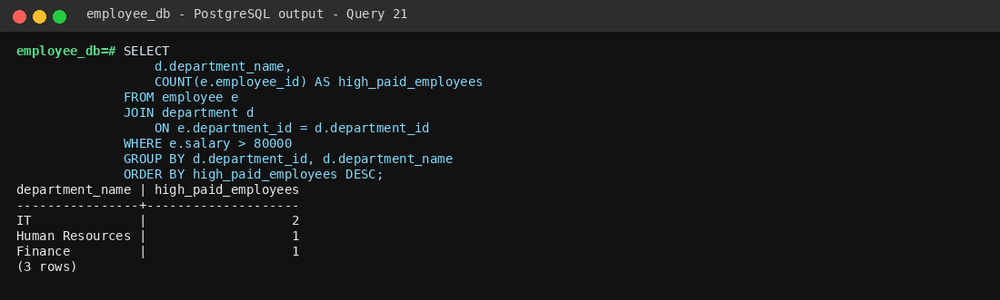 employee_db - PostgreSQL output - Query 21
employee_db=# SELECT
                  d.department_name,
                  COUNT(e.employee_id) AS high_paid_employees
              FROM employee e
              JOIN department d
                  ON e.department_id = d.department_id
              WHERE e.salary > 80000
              GROUP BY d.department_id, d.department_name
              ORDER BY high_paid_employees DESC;
department_name | high_paid_employees
----------------+--------------------
IT              |                   2
Human Resources |                   1
Finance         |                   1
(3 rows)